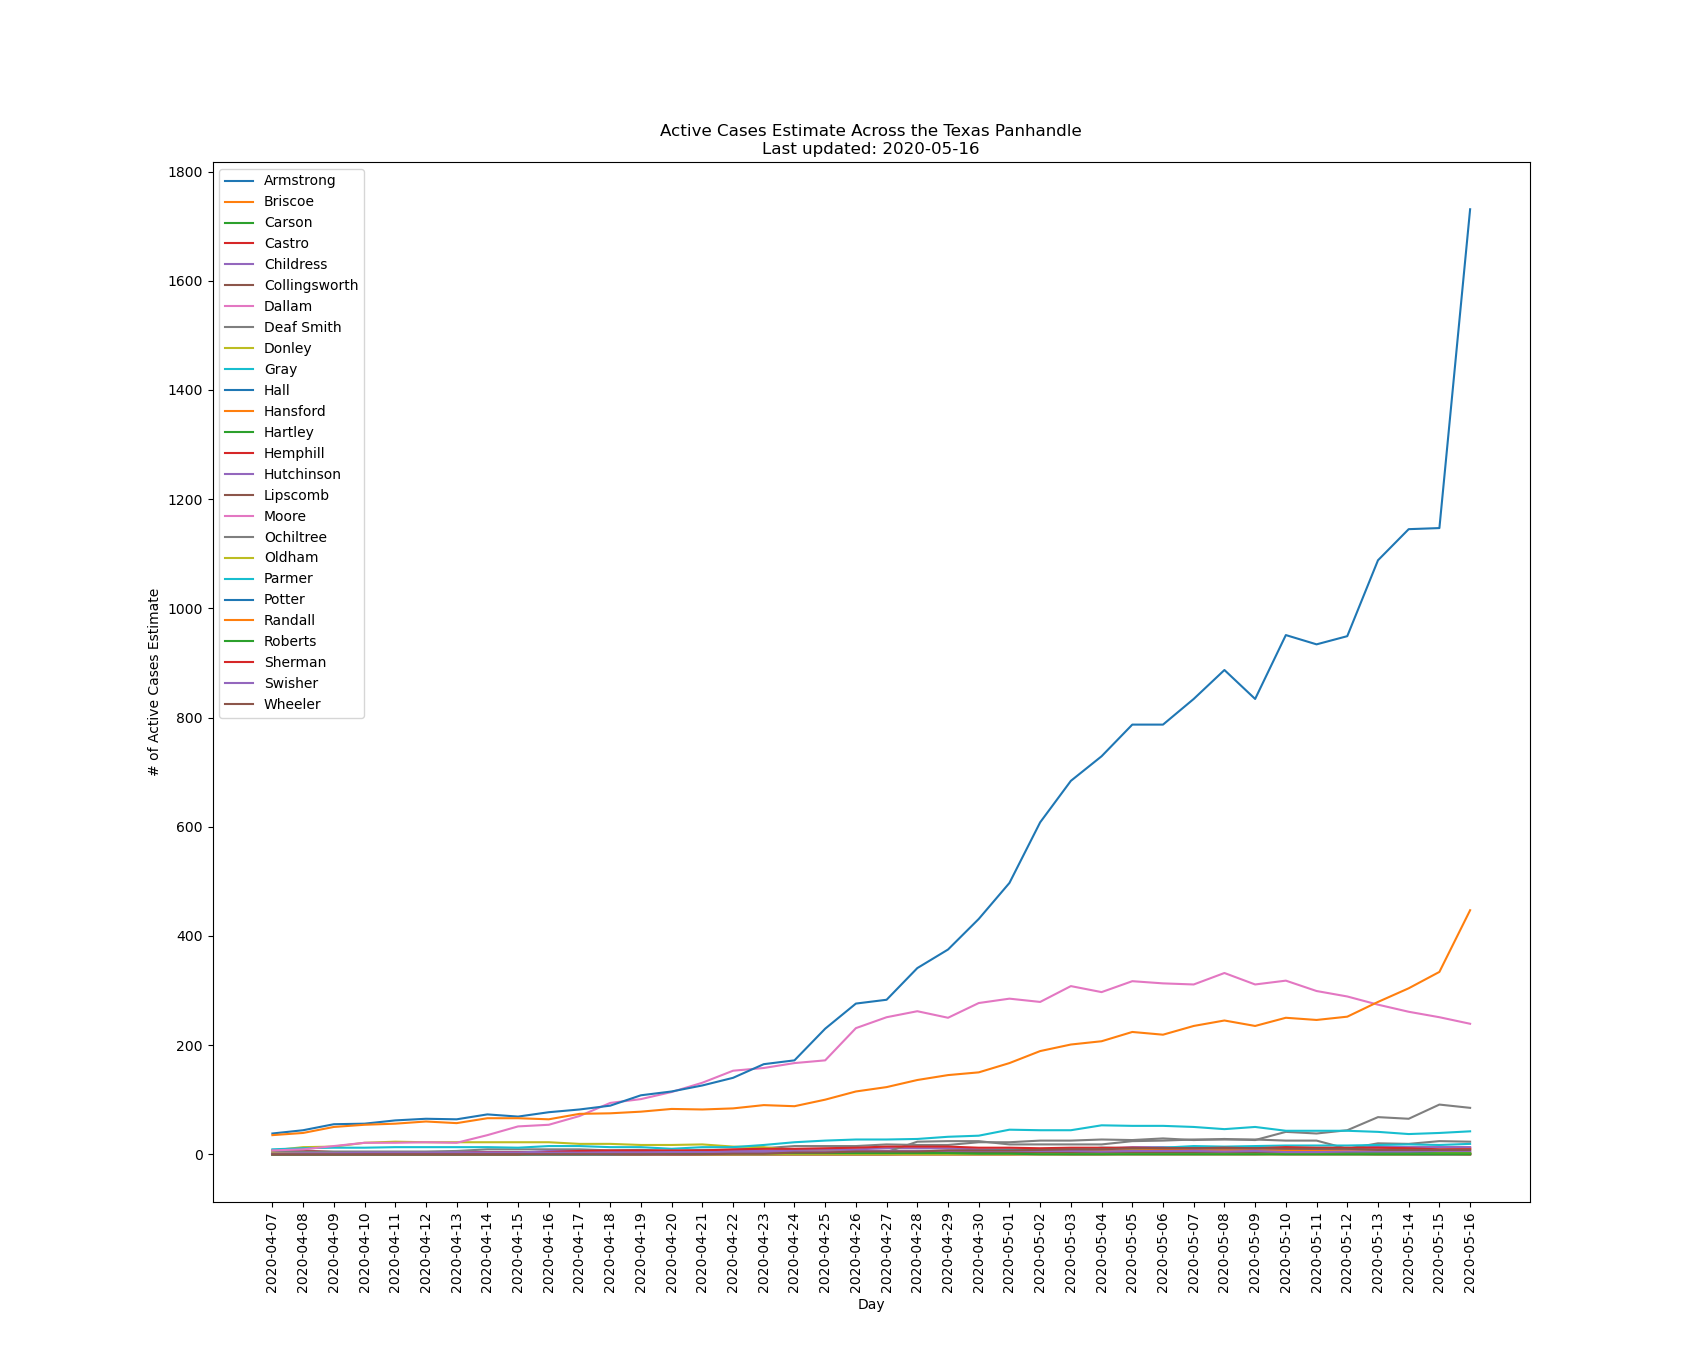 Active Cases Estimate Across the Texas Panhandle
Last updated: 2020-05-16
1800
1600
1400
1200
1000
800
600
400
200
0
# of Active Cases Estimate
Armstrong
Briscoe
Carson
Castro
Childress
Collingsworth
Dallam
Deaf Smith
Donley
Gray
Hall
Hansford
Hartley
Hemphill
Hutchinson
Lipscomb
Moore
Ochiltree
Oldham
Parmer
Potter
Randall
Roberts
Sherman
Swisher
Wheeler
2020-04-07
2020-04-08
2020-04-09
2020-04-10
2020-04-11
2020-04-12
2020-04-13
2020-04-14
2020-04-15
2020-04-16
2020-04-17
2020-04-18
2020-04-19
2020-04-20
2020-04-21
2020-04-22
2020-04-23
2020-04-24
2020-04-25
2020-04-26
2020-04-27
2020-04-28
2020-04-29
2020-04-30
2020-05-01
2020-05-02
2020-05-03
2020-05-04
2020-05-05
2020-05-06
2020-05-07
2020-05-08
2020-05-09
2020-05-10
2020-05-11
2020-05-12
2020-05-13
2020-05-14
2020-05-15
2020-05-16
Day